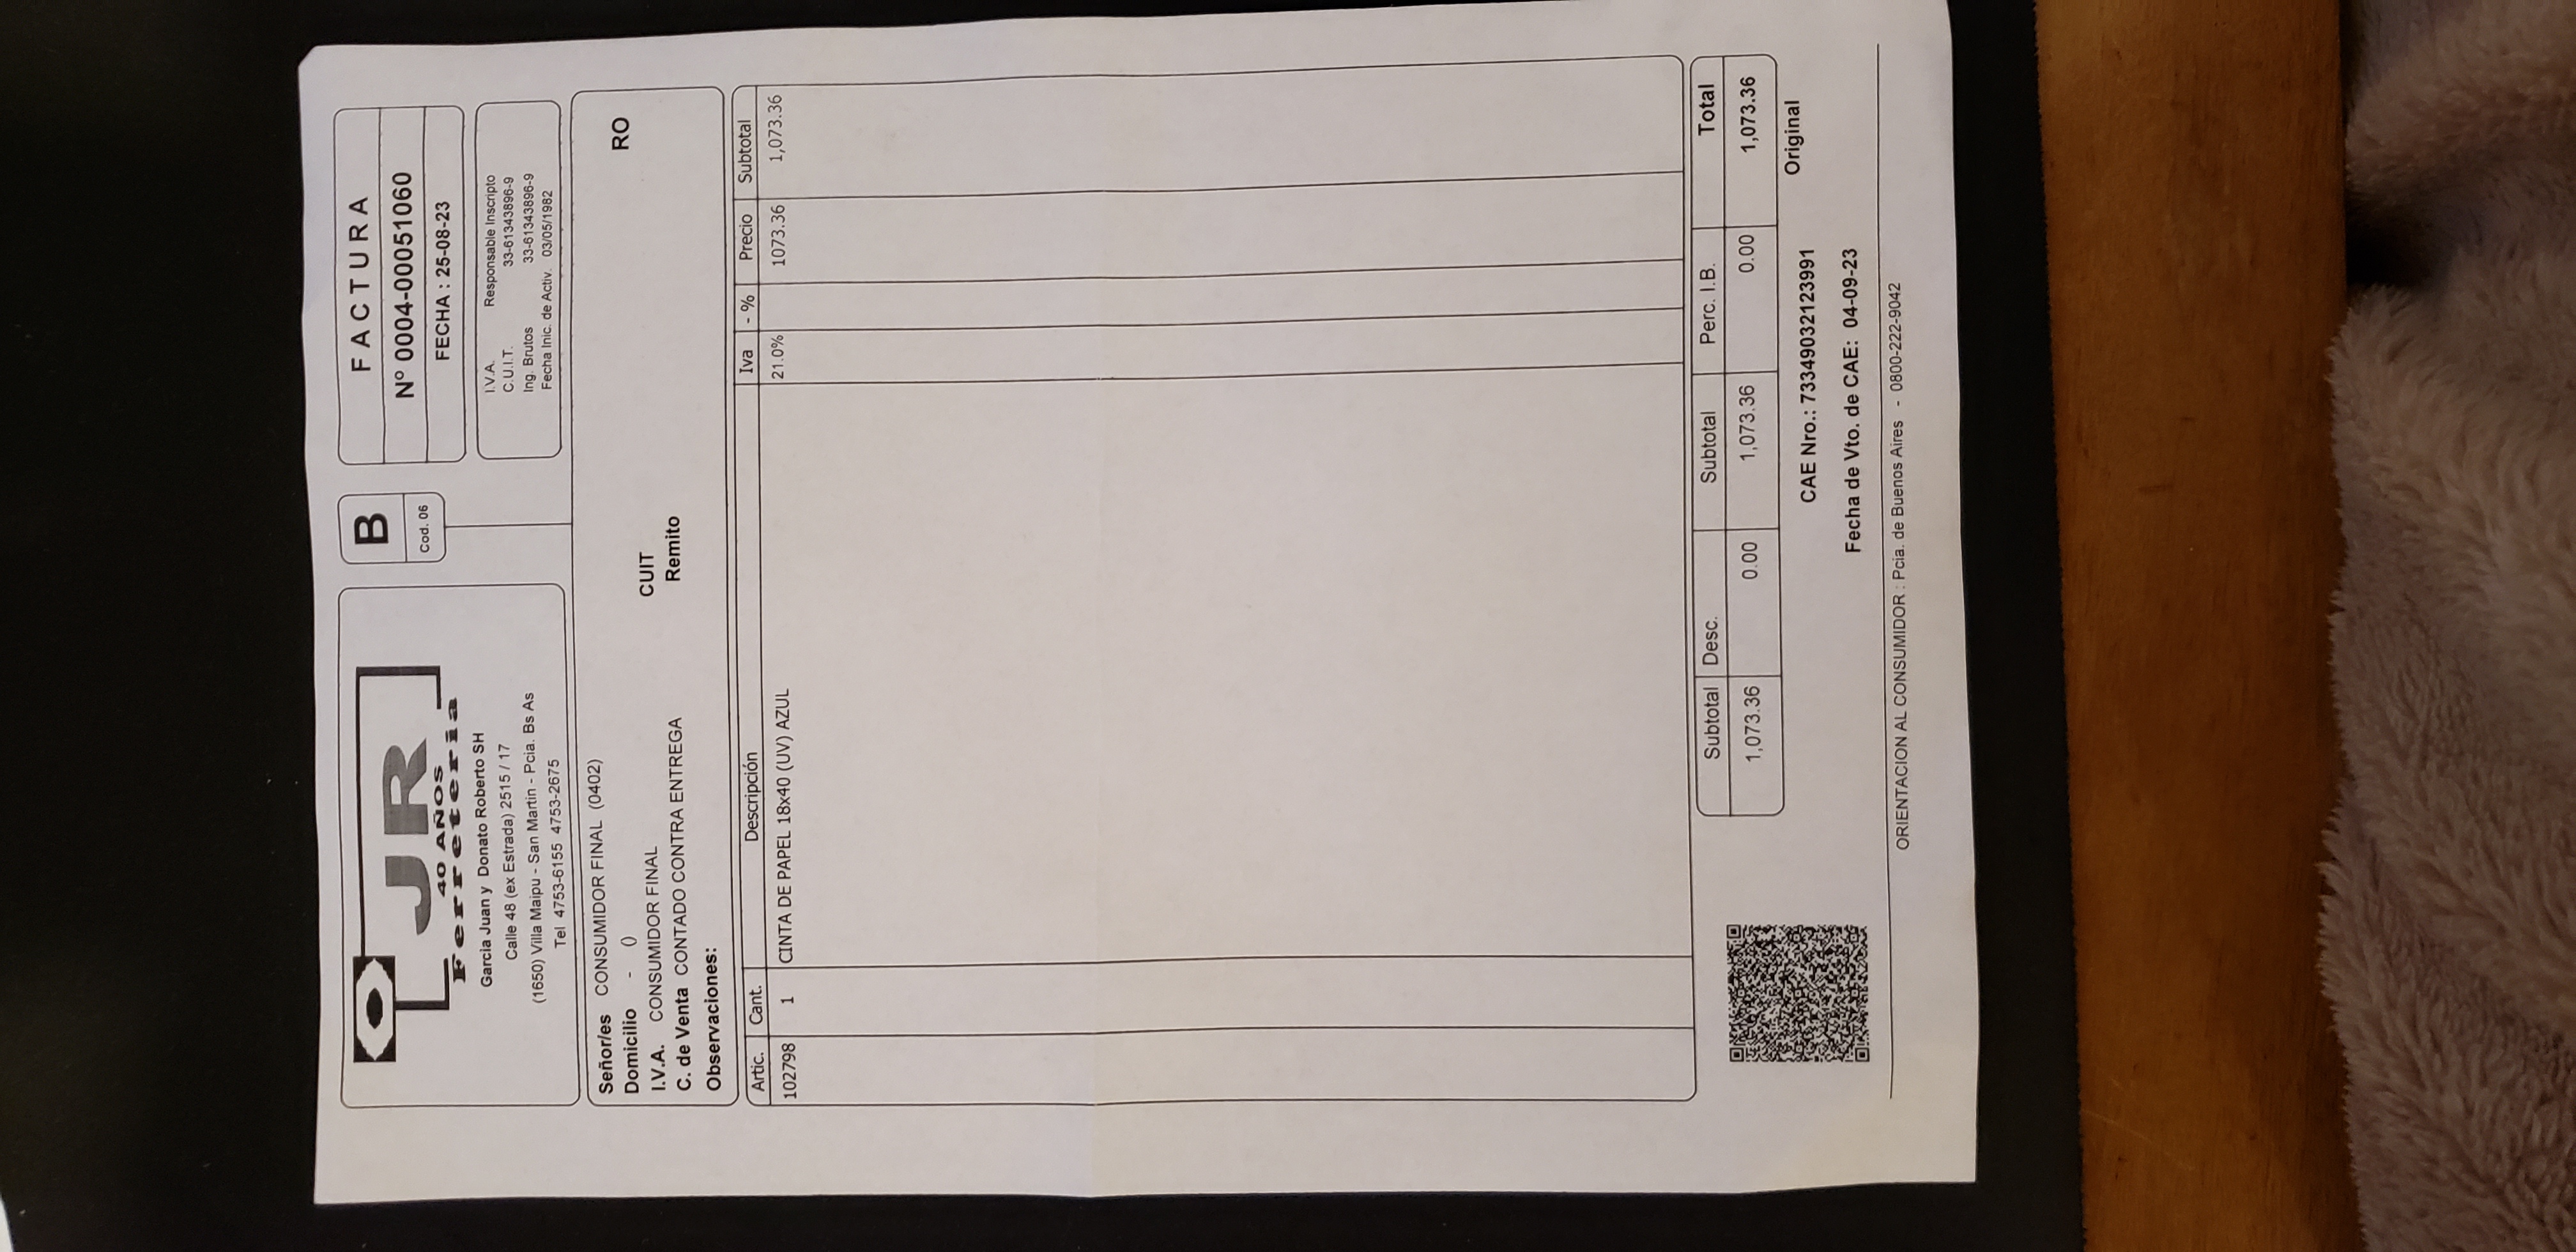 JR
40 AÑOS
Ferreteria
Garcia Juan y Donato Roberto SH
Calle 48 (ex Estrada) 2515 / 17
(1650) Villa Maipu - San Martin - Pcia. Bs As
Tel 4753-6155 4753-2675
B
Cod. 06
FACTURA
Nº 0004-00051060
FECHA : 25-08-23
I.V.A. Responsable Inscripto
C.U.I.T. 33-61343896-9
Ing. Brutos 33-61343896-9
Fecha Inic. de Activ. 03/05/1982
Señor/es CONSUMIDOR FINAL (0402)
Domicilio - ()
RO
I.V.A. CONSUMIDOR FINAL CUIT
C. de Venta CONTADO CONTRA ENTREGA Remito
Observaciones:
Artic. Cant. Descripción Iva - % Precio Subtotal
102798 1 CINTA DE PAPEL 18x40 (UV) AZUL 21.0% 1073.36 1,073.36
Subtotal Desc. Subtotal Perc. I.B. Total
1,073.36 0.00 1,073.36 0.00 1,073.36
Original
CAE Nro.: 73349032123991
Fecha de Vto. de CAE: 04-09-23
ORIENTACION AL CONSUMIDOR : Pcia. de Buenos Aires - 0800-222-9042